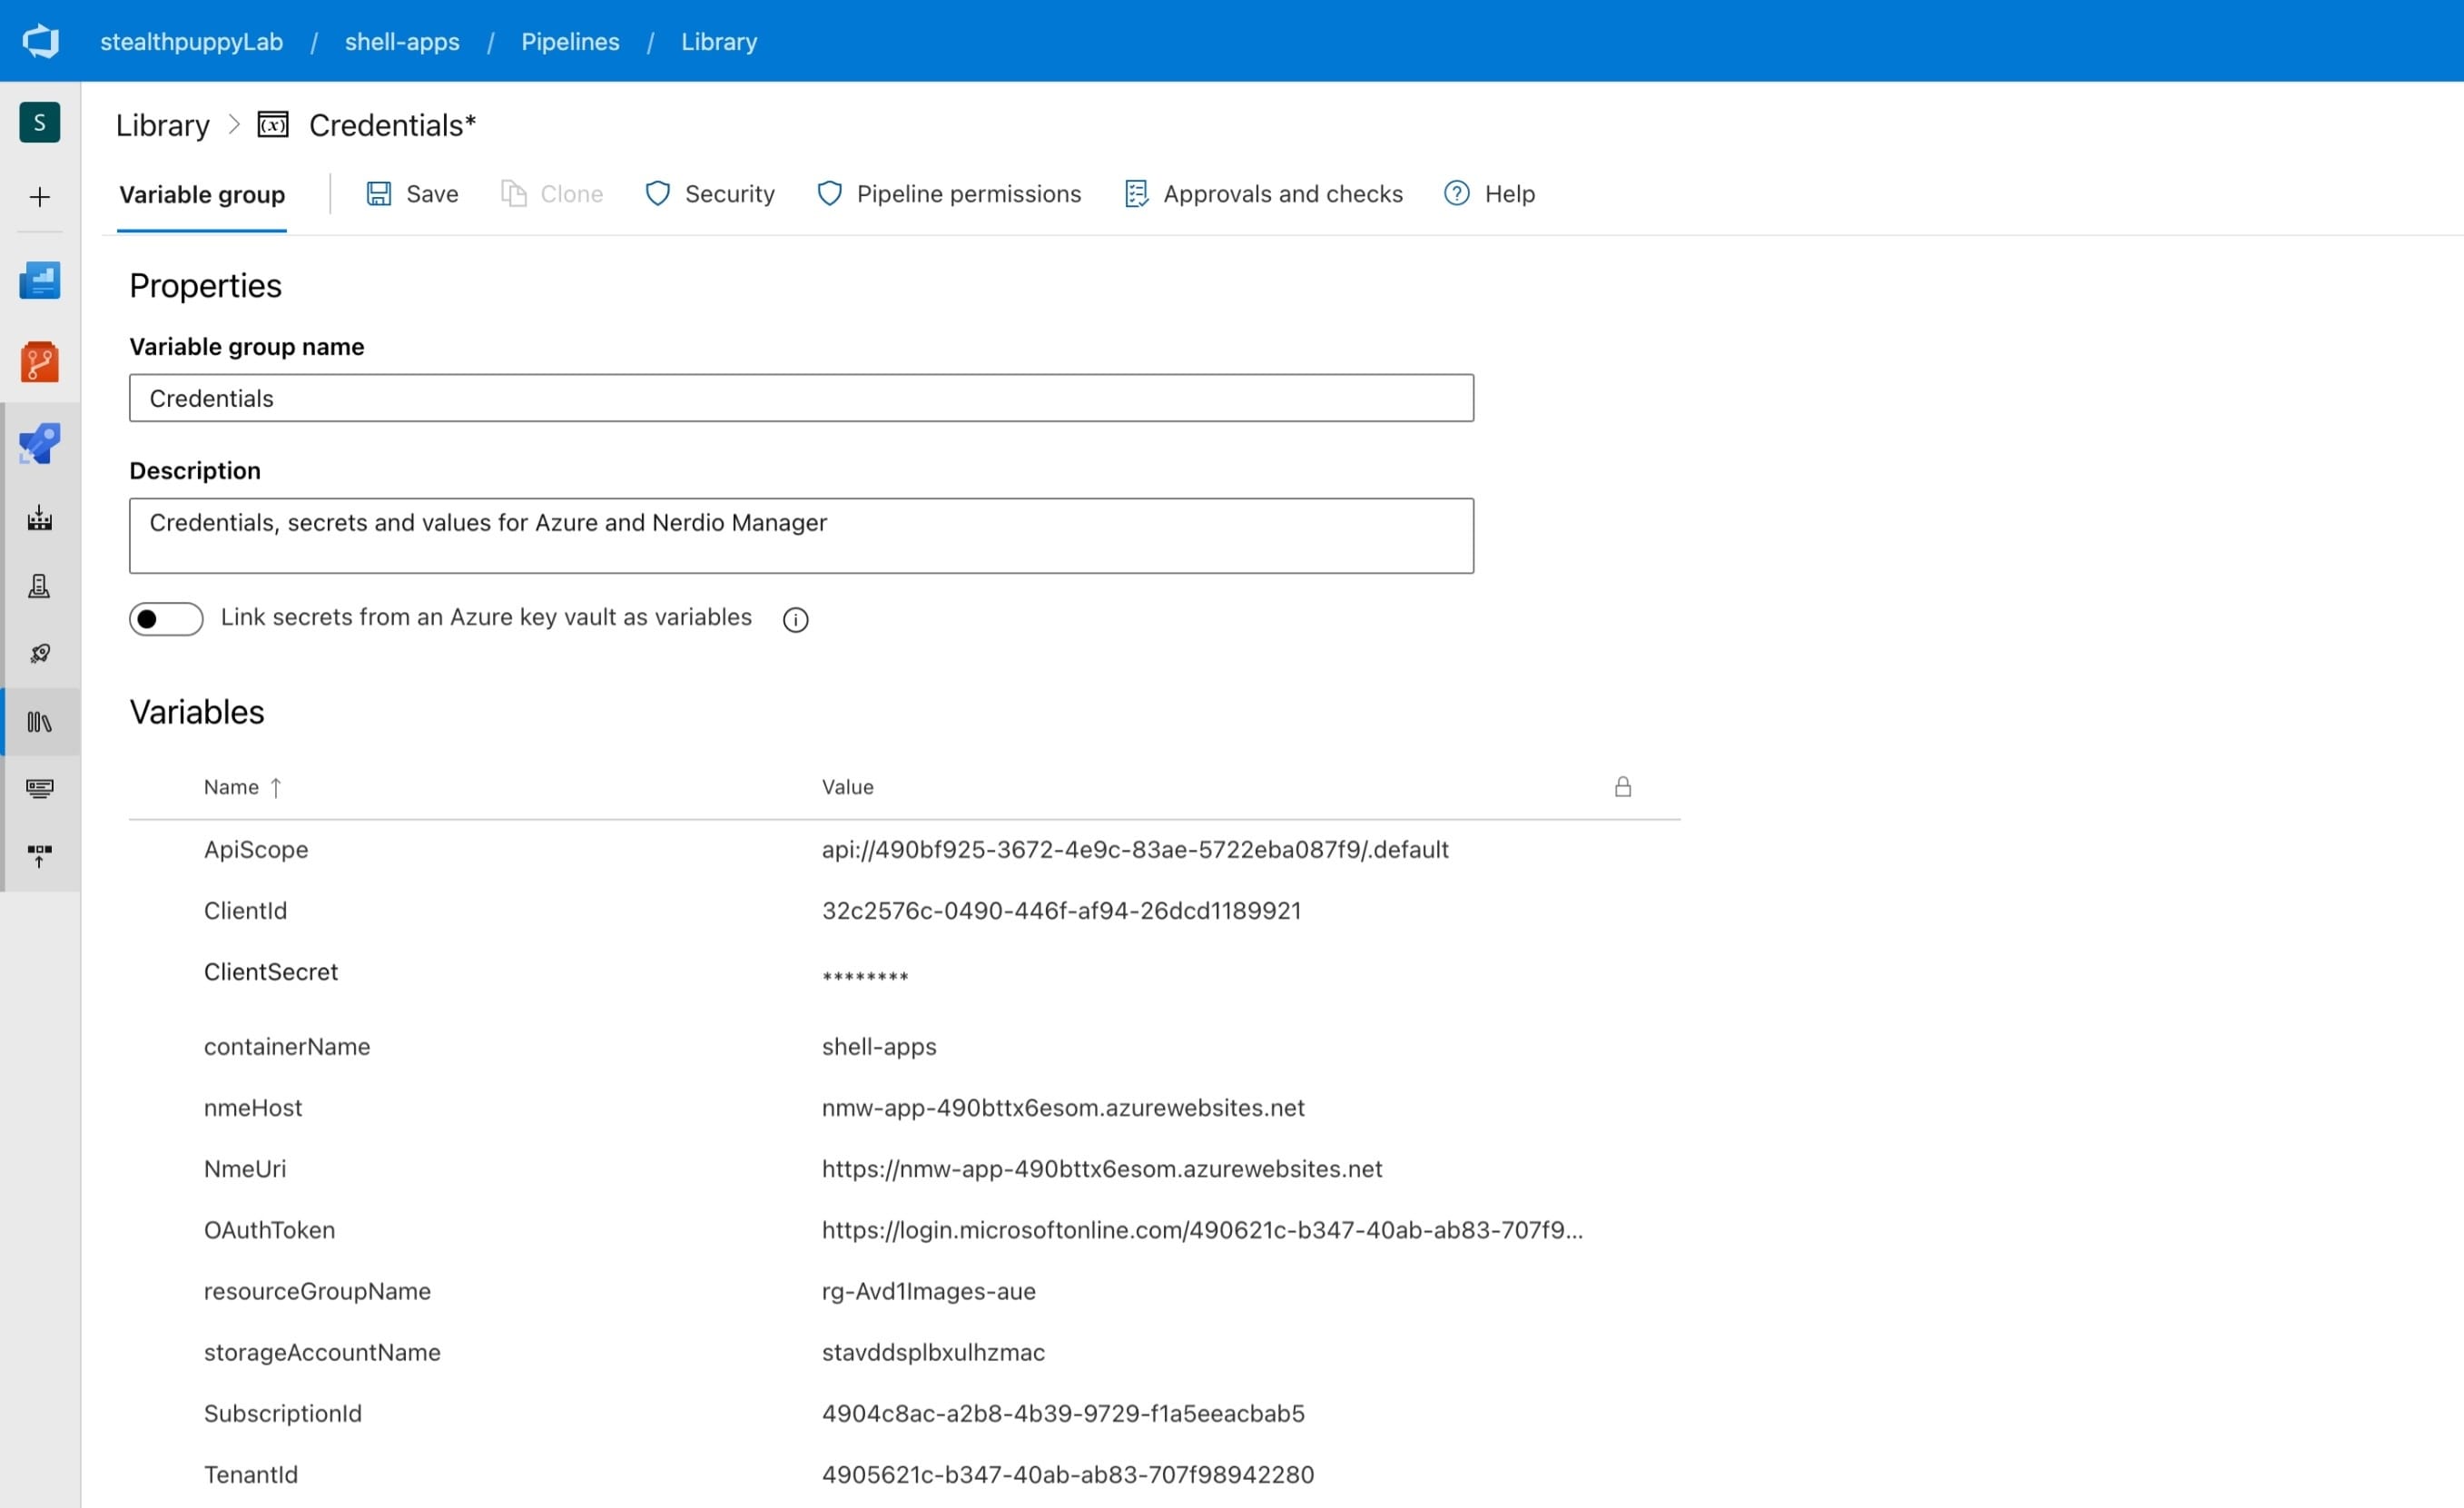 stealthpuppyLab / shell-apps / Pipelines / Library
S
Library > (x) Credentials*
Variable group Save Clone Security Pipeline permissions Approvals and checks ? Help
Properties
Variable group name
Credentials
Description
Credentials, secrets and values for Azure and Nerdio Manager
Link secrets from an Azure key vault as variables i
Variables
Name ↑ Value
ApiScope api://490bf925-3672-4e9c-83ae-5722eba087f9/.default
ClientId 32c2576c-0490-446f-af94-26dcd1189921
ClientSecret ********
containerName shell-apps
nmeHost nmw-app-490bttx6esom.azurewebsites.net
NmeUri https://nmw-app-490bttx6esom.azurewebsites.net
OAuthToken https://login.microsoftonline.com/490621c-b347-40ab-ab83-707f9...
resourceGroupName rg-Avd1Images-aue
storageAccountName stavddsplbxulhzmac
SubscriptionId 4904c8ac-a2b8-4b39-9729-f1a5eeacbab5
TenantId 4905621c-b347-40ab-ab83-707f98942280